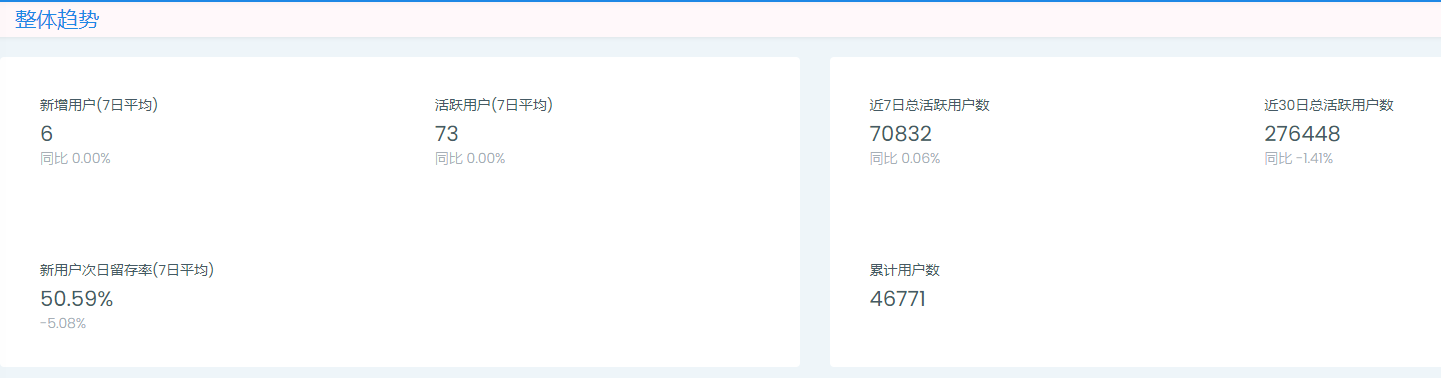 整体趋势
新增用户(7日平均)
6
同比 0.00%
活跃用户(7日平均)
73
同比 0.00%
新用户次日留存率(7日平均)
50.59%
-5.08%
近7日总活跃用户数
70832
同比 0.06%
近30日总活跃用户数
276448
同比 -1.41%
累计用户数
46771